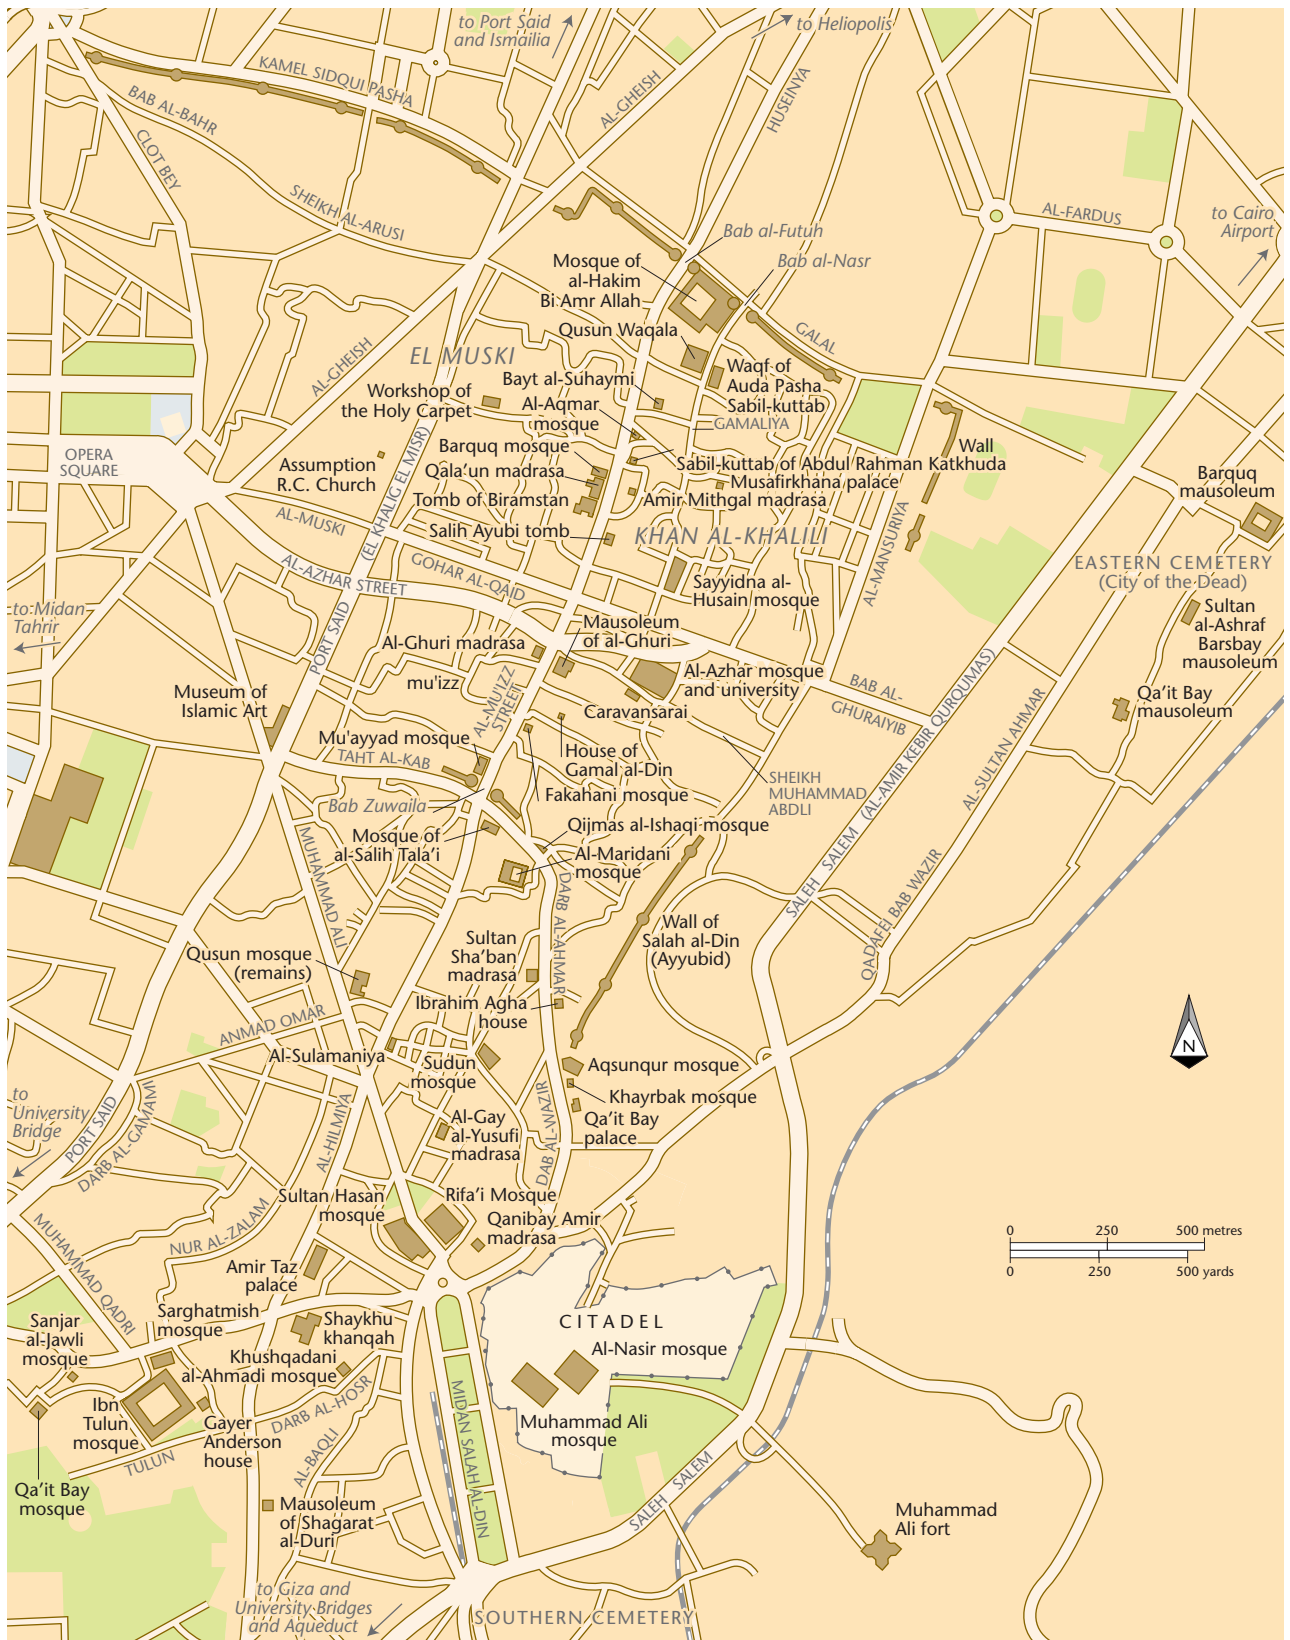 to Port Said
and Ismailia
to Heliopolis
KAMEL SIDQUI PASHA
AL-GHEISH
HUSEINYA
BAB AL-BAHR
CLOT BEY
SHEIKH AL-ARUSI
AL-FARDUS
to Cairo
Airport
Bab al-Futuh
Bab al-Nasr
Mosque of
al-Hakim
Bi Amr Allah
Qusun Waqala
GALAL
EL MUSKI
AL-GHEISH
Waqf of
Auda Pasha
Sabil-kuttab
Bayt al-Suhaymi
Workshop of
the Holy Carpet
Al-Aqmar
mosque
GAMALIYA
Barquq mosque
Wall
OPERA
SQUARE
Assumption
R.C. Church
Qala'un madrasa
Sabil-kuttab of Abdul Rahman Katkhuda
Musafirkhana palace
Barquq
mausoleum
Tomb of Biramstan
Amir Mithgal madrasa
(EL KHALIG EL MISR)
AL-MUSKI
Salih Ayubi tomb
KHAN AL-KHALILI
AL-MANSURIYA
AL-AZHAR STREET
GOHAR AL-QAID
EASTERN CEMETERY
(City of the Dead)
Sayyidna al-
Husain mosque
to Midan
Tahrir
Sultan
al-Ashraf
Barsbay
mausoleum
PORT SAID
Mausoleum
of al-Ghuri
Al-Ghuri madrasa
mu'izz
Al-Azhar mosque
and university
BAB AL-
GHURAIYIB
Museum of
Islamic Art
AL-MU'IZZ
STREET
Caravansarai
Qa'it Bay
mausoleum
Mu'ayyad mosque
TAHT AL-KAB
House of
Gamal al-Din
SHEIKH
MUHAMMAD
ABDLI
AL-SULTAN AHMAR
Fakahani mosque
Bab Zuwaila
SALEH SALEM (AL-AMIR KEBIR QURQUMAS)
Mosque of
al-Salih Tala'i
Qijmas al-Ishaqi mosque
Al-Maridani
mosque
MUHAMMAD ALI
DARB AL-AHMAR
QADAFEI BAB WAZIR
Wall of
Salah al-Din
(Ayyubid)
Qusun mosque
(remains)
Sultan
Sha'ban
madrasa
Ibrahim Agha
house
ANMAD OMAR
Al-Sulamaniya
Sudun
mosque
N
Aqsunqur mosque
Khayrbak mosque
to
University
Bridge
PORT SAID
DARB AL-GAMAWI
AL-HILMIYA
Al-Gay
al-Yusufi
madrasa
DAB AL-WAZIR
Qa'it Bay
palace
Sultan Hasan
mosque
Rifa'i Mosque
Qanibay Amir
madrasa
MUHAMMAD QADRI
NUR AL-ZALAM
0 250 500 metres
0 250 500 yards
Amir Taz
palace
Sarghatmish
mosque
Shaykhu
khanqah
CITADEL
Sanjar
al-Jawli
mosque
Al-Nasir mosque
Khushqadani
al-Ahmadi mosque
DARB AL-HOSR
Ibn
Tulun
mosque
Gayer
Anderson
house
Muhammad Ali
mosque
MIDAN SALAH AL-DIN
TULUN
AL-BAQLI
SALEH SALEM
Qa'it Bay
mosque
Mausoleum
of Shagarat
al-Duri
Muhammad
Ali fort
to Giza and
University Bridges
and Aqueduct
SOUTHERN CEMETERY